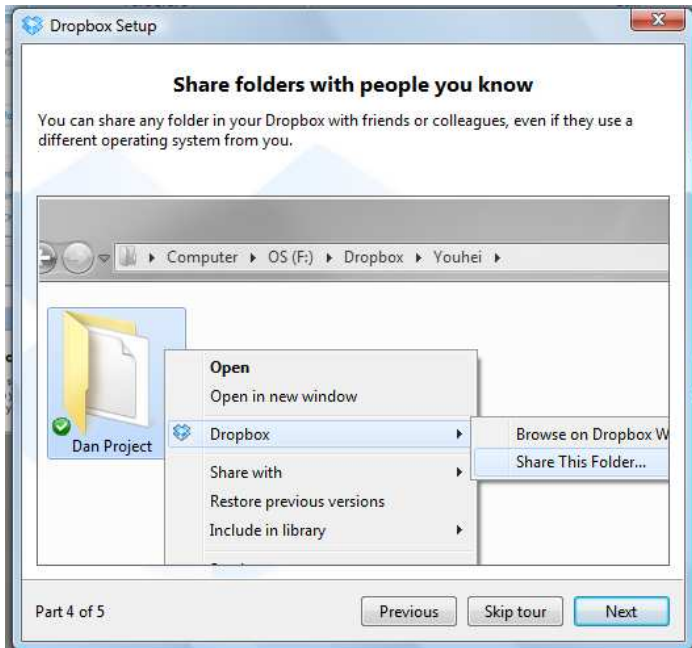 Dropbox Setup
Share folders with people you know
You can share any folder in your Dropbox with friends or colleagues, even if they use a
different operating system from you.
Computer OS (F:) Dropbox Youhei
Open
Open in new window
Dropbox
Browse on Dropbox W
Dan Project
Share This Folder...
Share with
Restore previous versions
Include in library
Part 4 of 5
Previous
Skip tour
Next